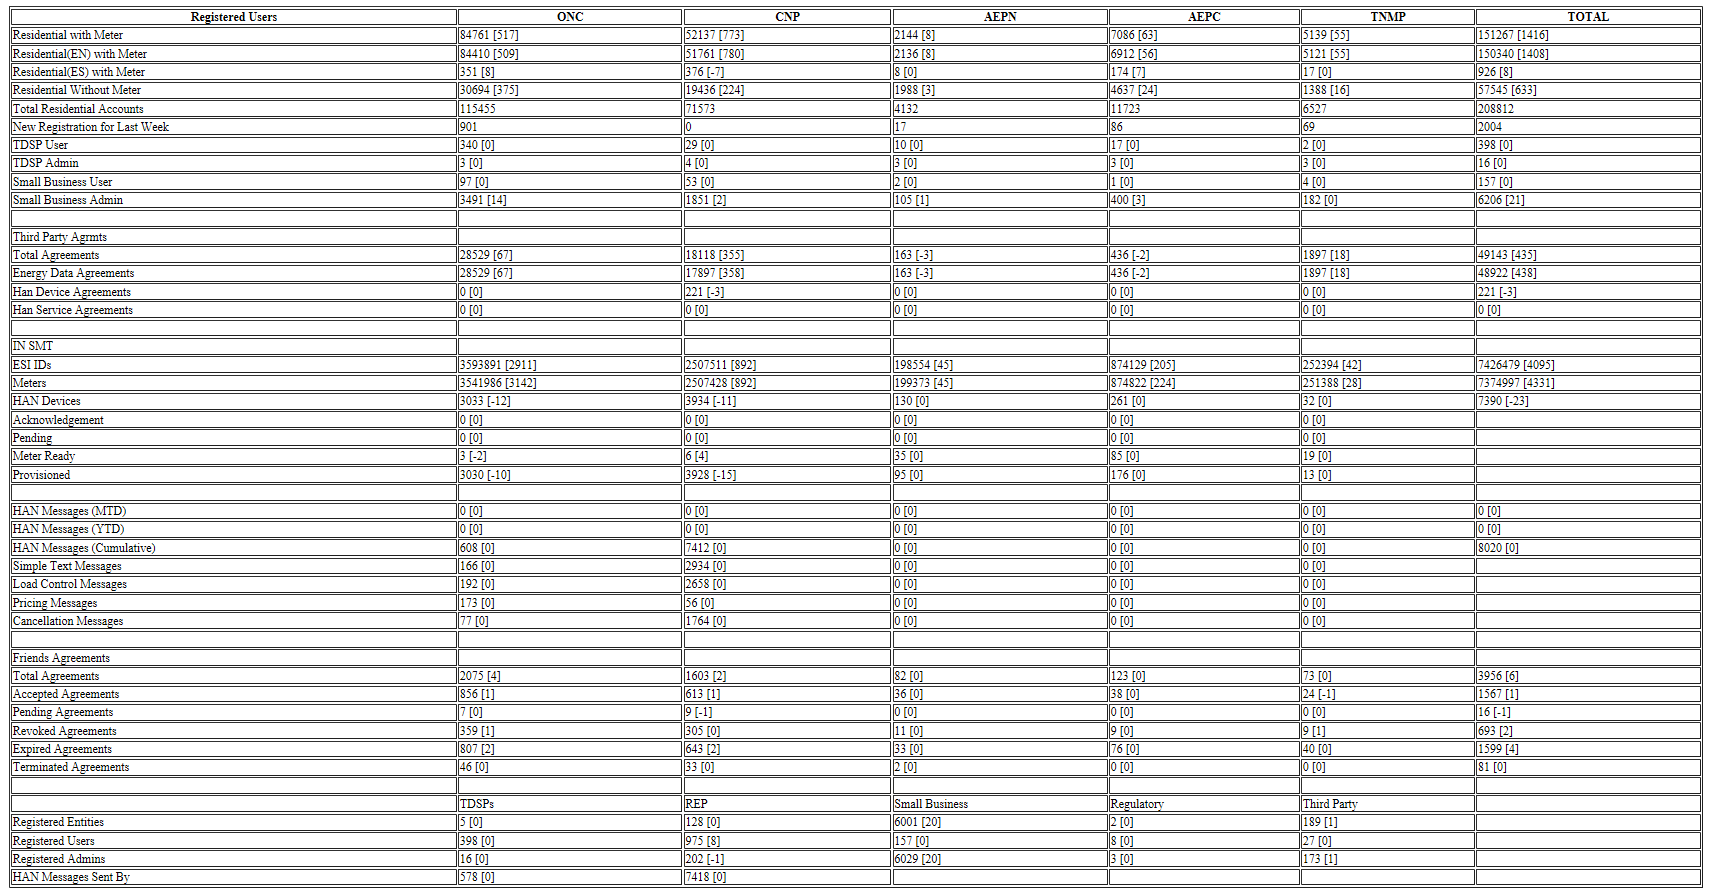 Registered Users ONC CNP AEPN AEPC TNMP TOTAL
Residential with Meter 84761 [517] 52137 [773] 2144 [8] 7086 [63] 5139 [55] 151267 [1416]
Residential(EN) with Meter 84410 [509] 51761 [780] 2136 [8] 6912 [56] 5121 [55] 150340 [1408]
Residential(ES) with Meter 351 [8] 376 [-7] 8 [0] 174 [7] 17 [0] 926 [8]
Residential Without Meter 30694 [375] 19436 [224] 1988 [3] 4637 [24] 1388 [16] 57545 [633]
Total Residential Accounts 115455 71573 4132 11723 6527 208812
New Registration for Last Week 901 0 17 86 69 2004
TDSP User 340 [0] 29 [0] 10 [0] 17 [0] 2 [0] 398 [0]
TDSP Admin 3 [0] 4 [0] 3 [0] 3 [0] 3 [0] 16 [0]
Small Business User 97 [0] 53 [0] 2 [0] 1 [0] 4 [0] 157 [0]
Small Business Admin 3491 [14] 1851 [2] 105 [1] 400 [3] 182 [0] 6206 [21]
Third Party Agrmts
Total Agreements 28529 [67] 18118 [355] 163 [-3] 436 [-2] 1897 [18] 49143 [435]
Energy Data Agreements 28529 [67] 17897 [358] 163 [-3] 436 [-2] 1897 [18] 48922 [438]
Han Device Agreements 0 [0] 221 [-3] 0 [0] 0 [0] 0 [0] 221 [-3]
Han Service Agreements 0 [0] 0 [0] 0 [0] 0 [0] 0 [0] 0 [0]
IN SMT
ESI IDs 3593891 [2911] 2507511 [892] 198554 [45] 874129 [205] 252394 [42] 7426479 [4095]
Meters 3541986 [3142] 2507428 [892] 199373 [45] 874822 [224] 251388 [28] 7374997 [4331]
HAN Devices 3033 [-12] 3934 [-11] 130 [0] 261 [0] 32 [0] 7390 [-23]
Acknowledgement 0 [0] 0 [0] 0 [0] 0 [0] 0 [0]
Pending 0 [0] 0 [0] 0 [0] 0 [0] 0 [0]
Meter Ready 3 [-2] 6 [4] 35 [0] 85 [0] 19 [0]
Provisioned 3030 [-10] 3928 [-15] 95 [0] 176 [0] 13 [0]
HAN Messages (MTD) 0 [0] 0 [0] 0 [0] 0 [0] 0 [0] 0 [0]
HAN Messages (YTD) 0 [0] 0 [0] 0 [0] 0 [0] 0 [0] 0 [0]
HAN Messages (Cumulative) 608 [0] 7412 [0] 0 [0] 0 [0] 0 [0] 8020 [0]
Simple Text Messages 166 [0] 2934 [0] 0 [0] 0 [0] 0 [0]
Load Control Messages 192 [0] 2658 [0] 0 [0] 0 [0] 0 [0]
Pricing Messages 173 [0] 56 [0] 0 [0] 0 [0] 0 [0]
Cancellation Messages 77 [0] 1764 [0] 0 [0] 0 [0] 0 [0]
Friends Agreements
Total Agreements 2075 [4] 1603 [2] 82 [0] 123 [0] 73 [0] 3956 [6]
Accepted Agreements 856 [1] 613 [1] 36 [0] 38 [0] 24 [-1] 1567 [1]
Pending Agreements 7 [0] 9 [-1] 0 [0] 0 [0] 0 [0] 16 [-1]
Revoked Agreements 359 [1] 305 [0] 11 [0] 9 [0] 9 [1] 693 [2]
Expired Agreements 807 [2] 643 [2] 33 [0] 76 [0] 40 [0] 1599 [4]
Terminated Agreements 46 [0] 33 [0] 2 [0] 0 [0] 0 [0] 81 [0]
TDSPs REP Small Business Regulatory Third Party
Registered Entities 5 [0] 128 [0] 6001 [20] 2 [0] 189 [1]
Registered Users 398 [0] 975 [8] 157 [0] 8 [0] 27 [0]
Registered Admins 16 [0] 202 [-1] 6029 [20] 3 [0] 173 [1]
HAN Messages Sent By 578 [0] 7418 [0]